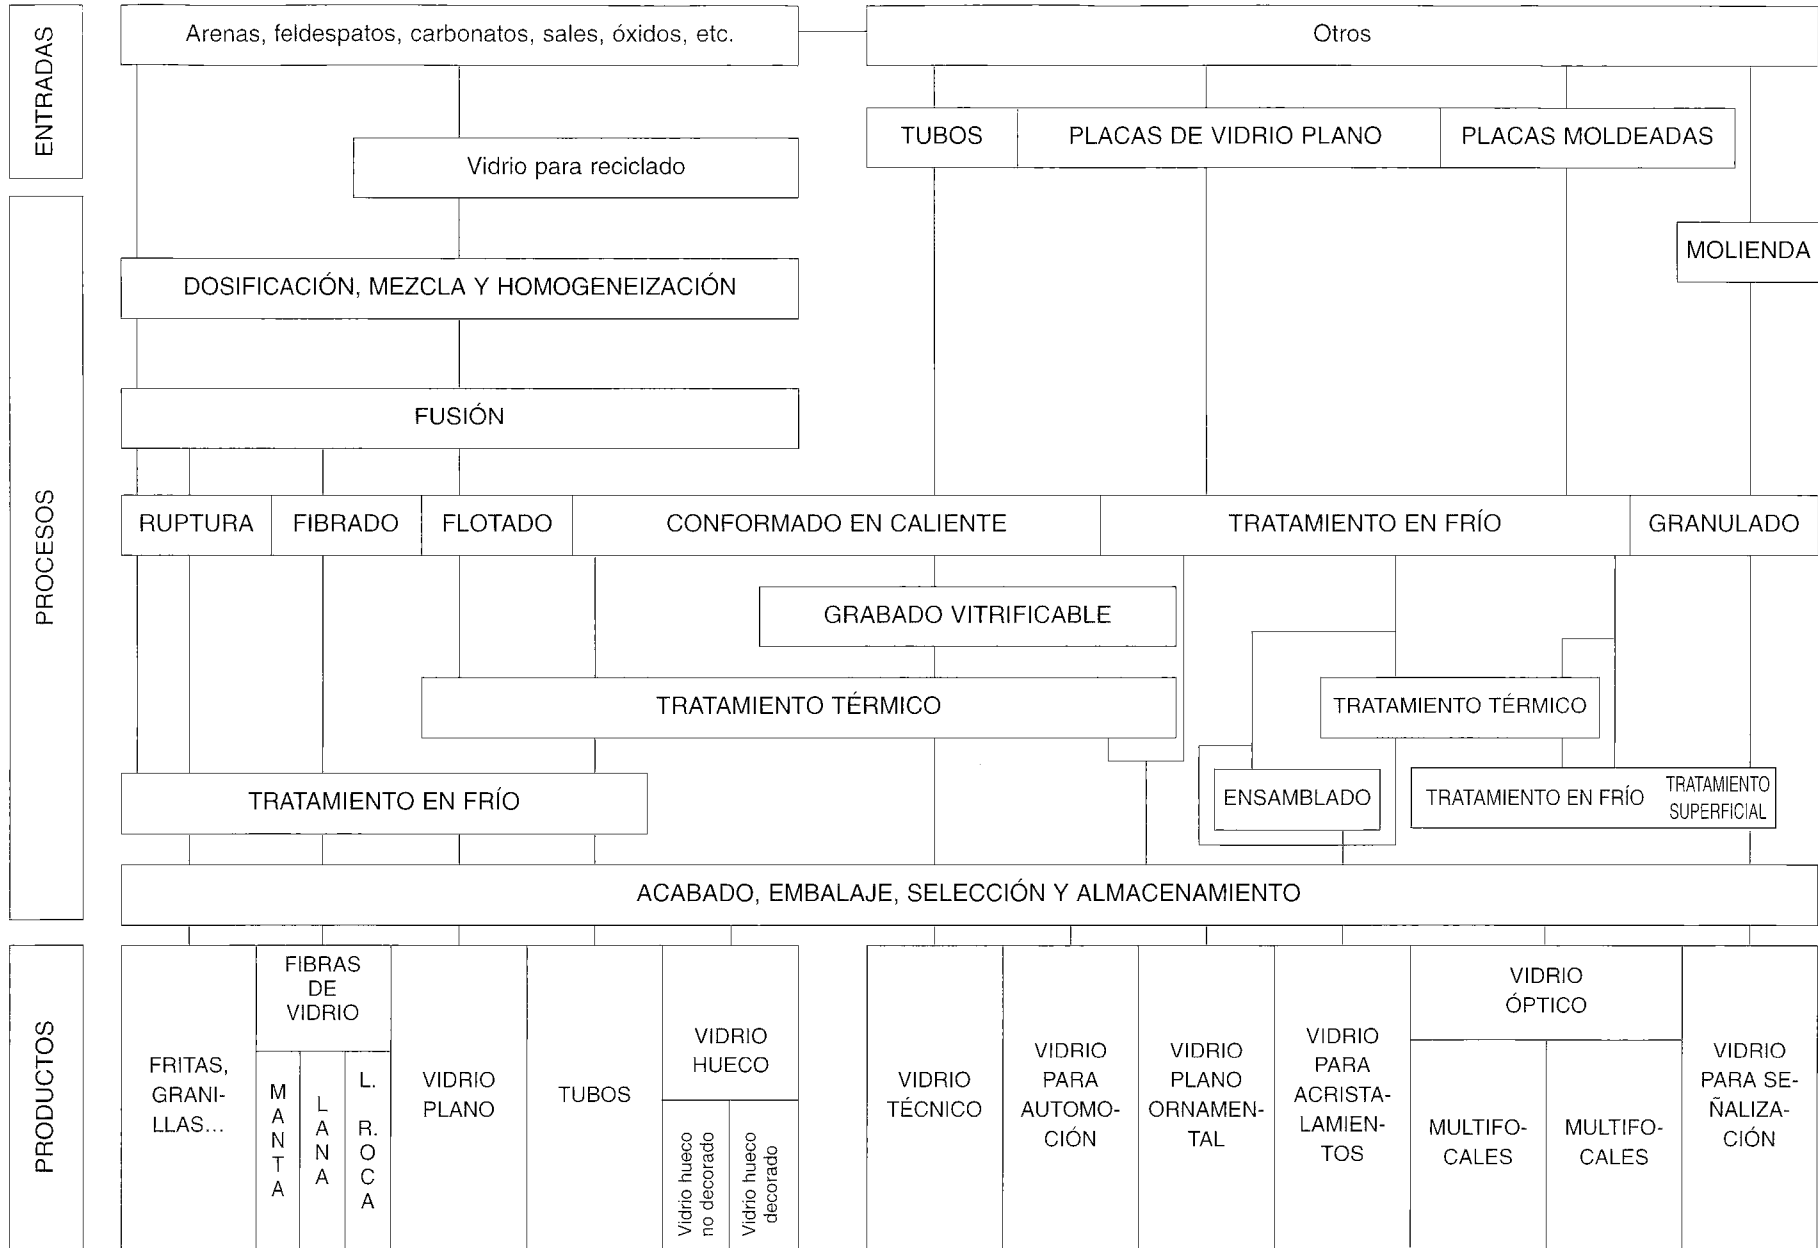 ENTRADAS
Arenas, feldespatos, carbonatos, sales, óxidos, etc.
Otros
TUBOS
PLACAS DE VIDRIO PLANO
PLACAS MOLDEADAS
Vidrio para reciclado
PROCESOS
MOLIENDA
DOSIFICACIÓN, MEZCLA Y HOMOGENEIZACIÓN
FUSIÓN
RUPTURA
FIBRADO
FLOTADO
CONFORMADO EN CALIENTE
TRATAMIENTO EN FRÍO
GRANULADO
GRABADO VITRIFICABLE
TRATAMIENTO TÉRMICO
TRATAMIENTO TÉRMICO
TRATAMIENTO EN FRÍO
ENSAMBLADO
TRATAMIENTO EN FRÍO
TRATAMIENTO
SUPERFICIAL
ACABADO, EMBALAJE, SELECCIÓN Y ALMACENAMIENTO
PRODUCTOS
FRITAS,
GRANI-
LLAS...
FIBRAS
DE
VIDRIO
MANTA
LANA
L. ROCA
VIDRIO
PLANO
TUBOS
VIDRIO
HUECO
Vidrio hueco
no decorado
Vidrio hueco
decorado
VIDRIO
TÉCNICO
VIDRIO
PARA
AUTOMO-
CIÓN
VIDRIO
PLANO
ORNAMEN-
TAL
VIDRIO
PARA
ACRISTA-
LAMIEN-
TOS
VIDRIO
ÓPTICO
MULTIFO-
CALES
MULTIFO-
CALES
VIDRIO
PARA SE-
ÑALIZA-
CIÓN